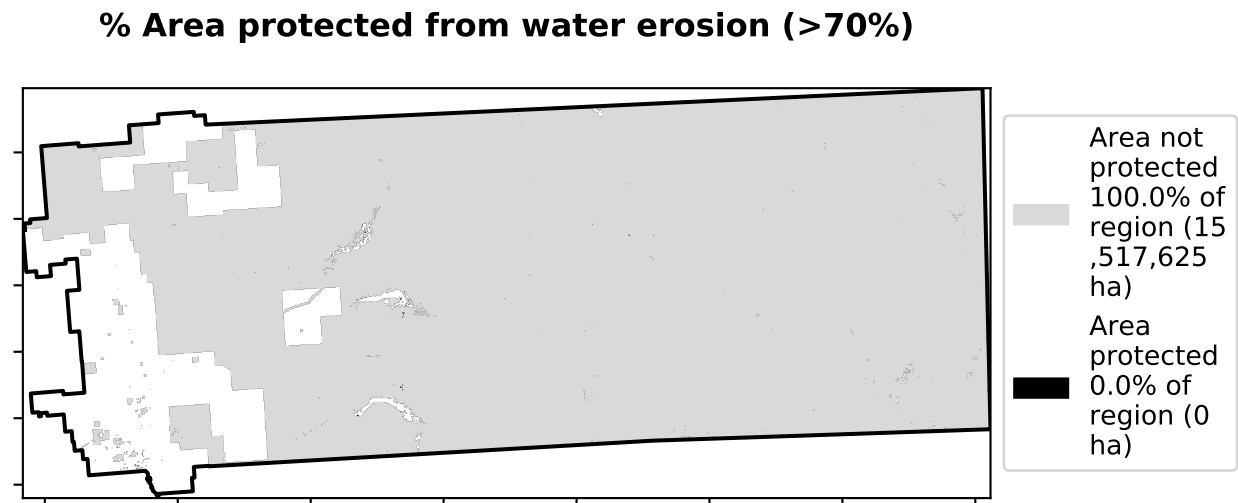 % Area protected from water erosion (>70%)
Area not
protected
100.0% of
region (15
,517,625
ha)
Area
protected
0.0% of
region (0
ha)